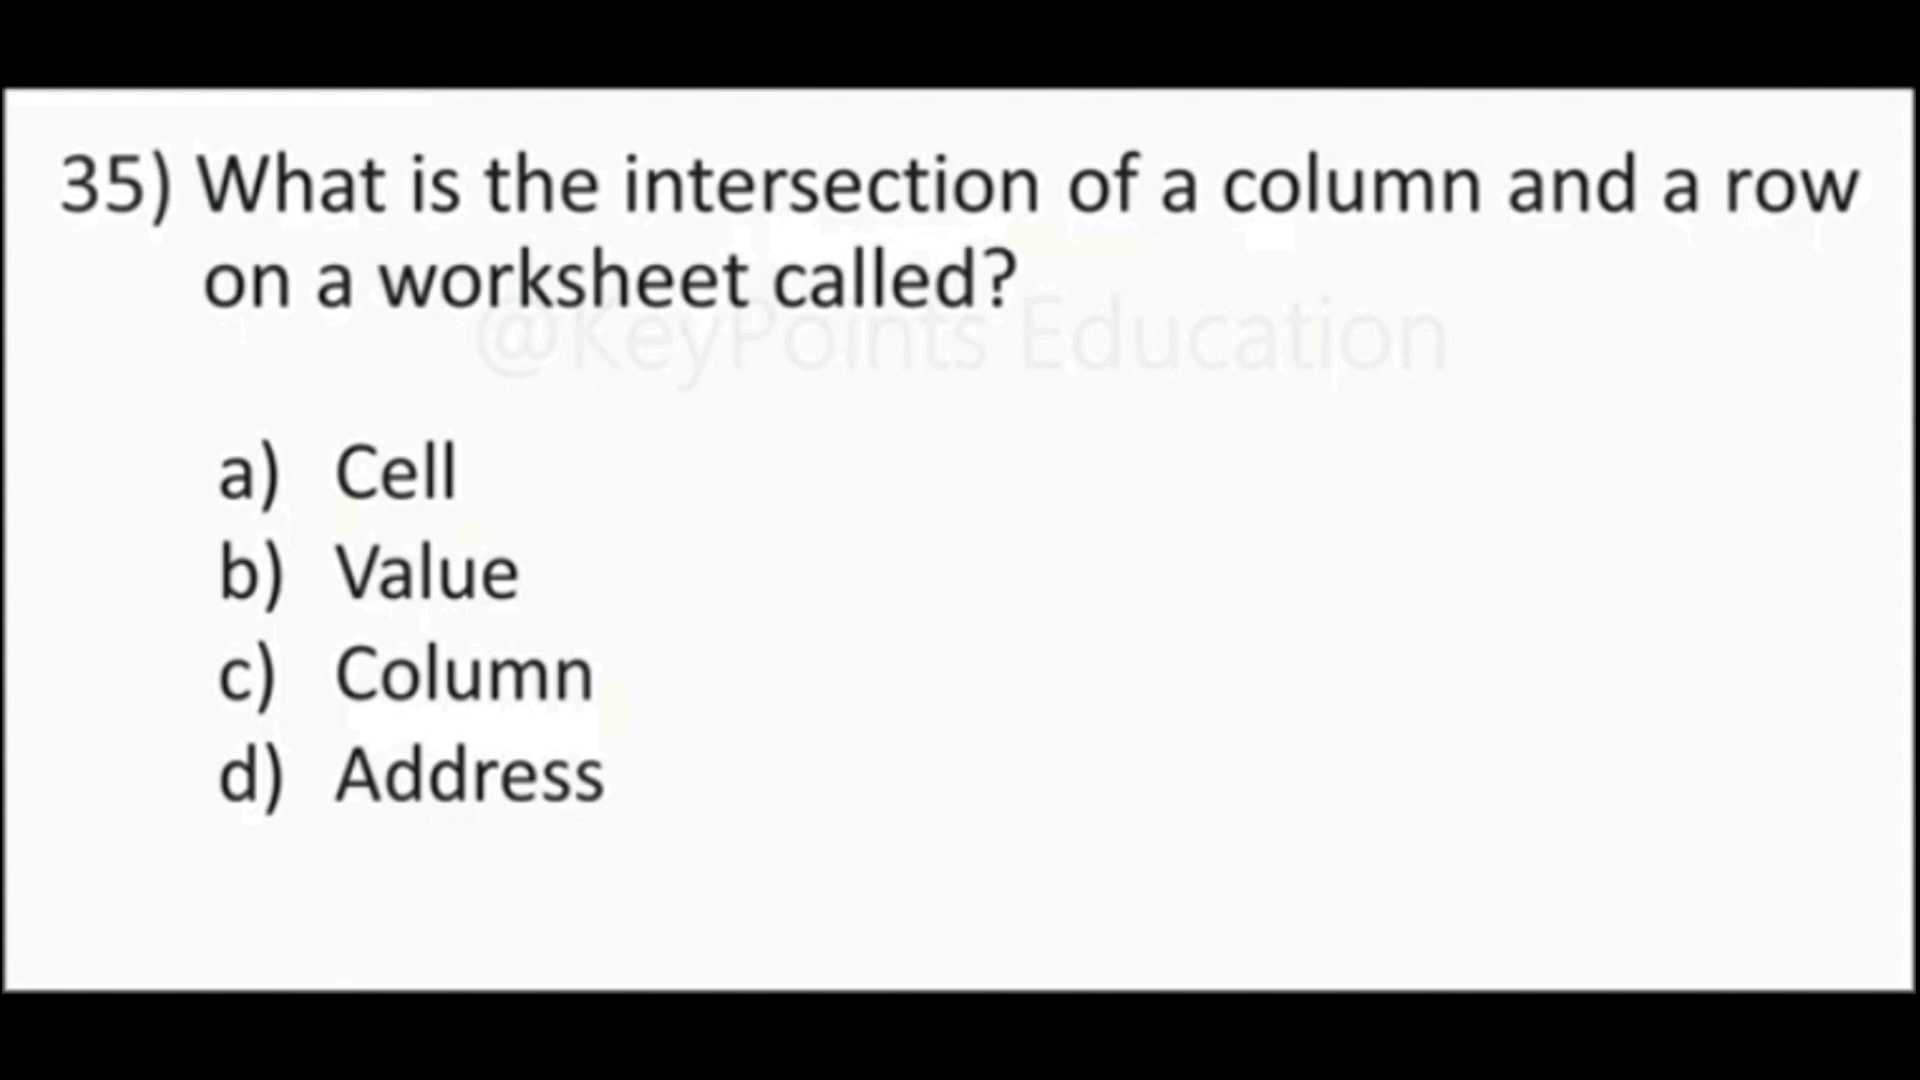 35) What is the intersection of a column and a row
on a worksheet called?
@KeyPoints Education
a) Cell
b) Value
c) Column
d) Address